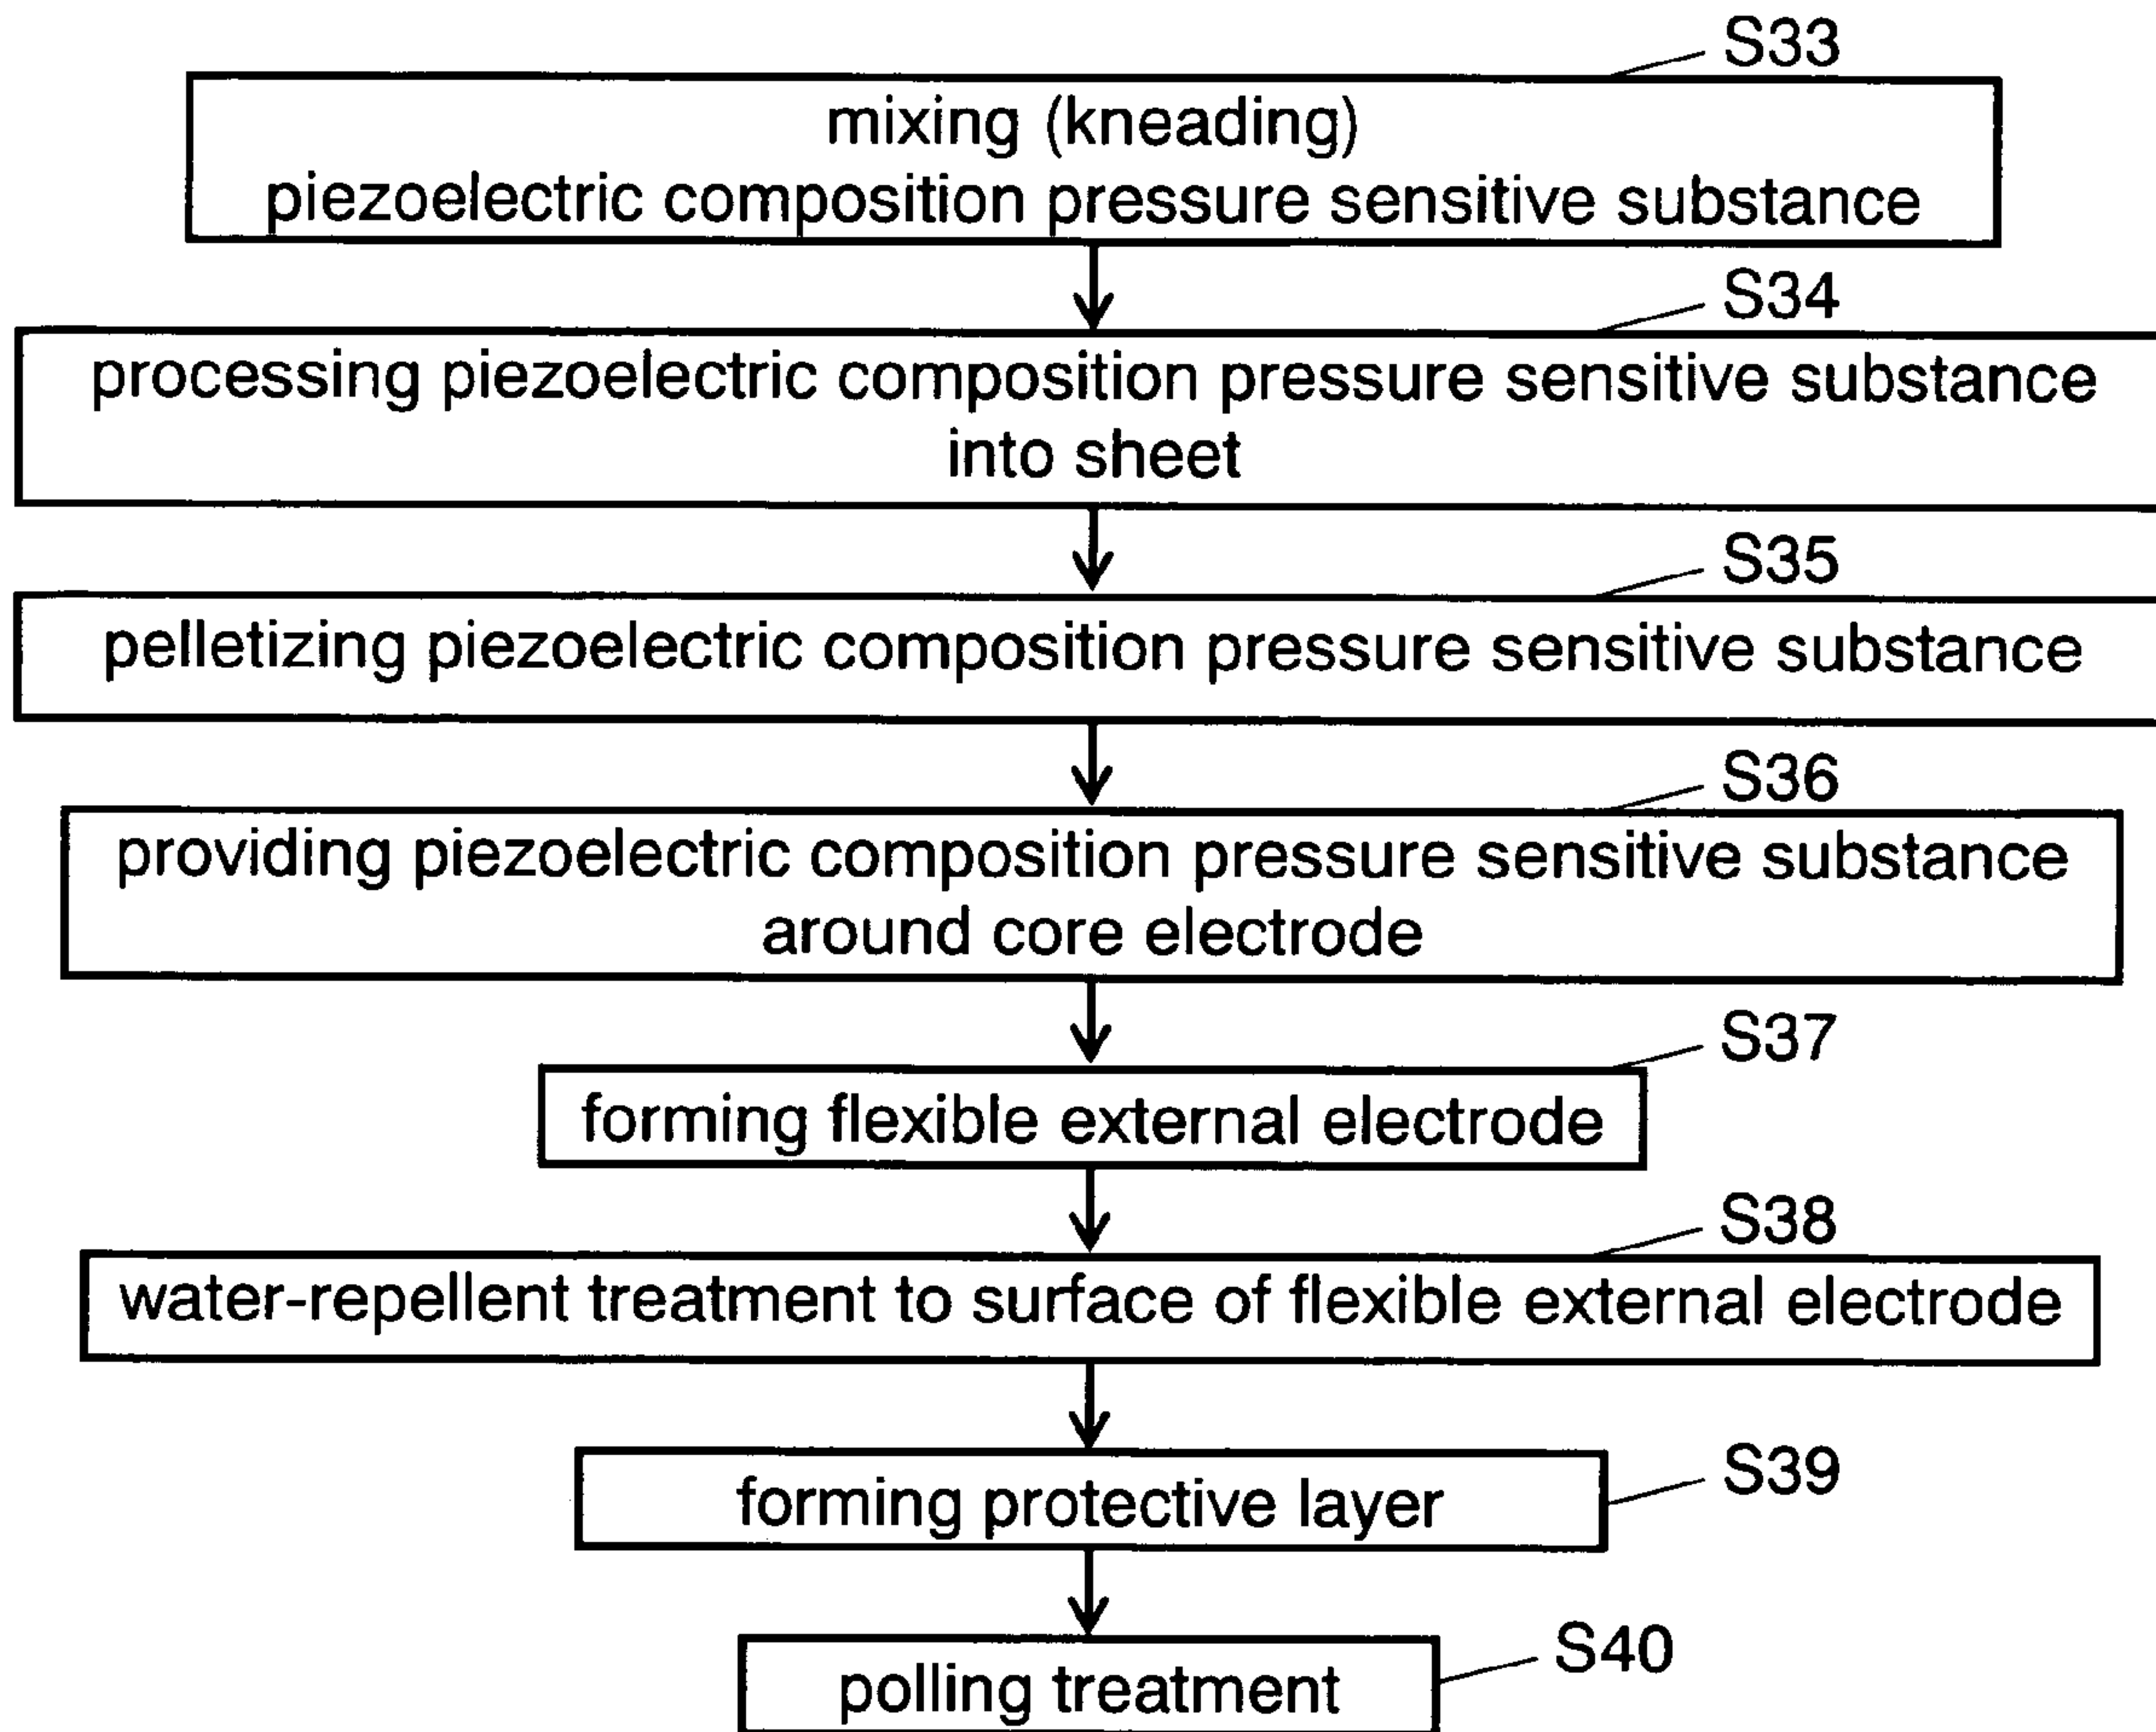 S33
mixing (kneading)
piezoelectric composition pressure sensitive substance
S34
processing piezoelectric composition pressure sensitive substance
into sheet
S35
pelletizing piezoelectric composition pressure sensitive substance
S36
providing piezoelectric composition pressure sensitive substance
around core electrode
S37
forming flexible external electrode
S38
water-repellent treatment to surface of flexible external electrode
S39
forming protective layer
S40
polling treatment